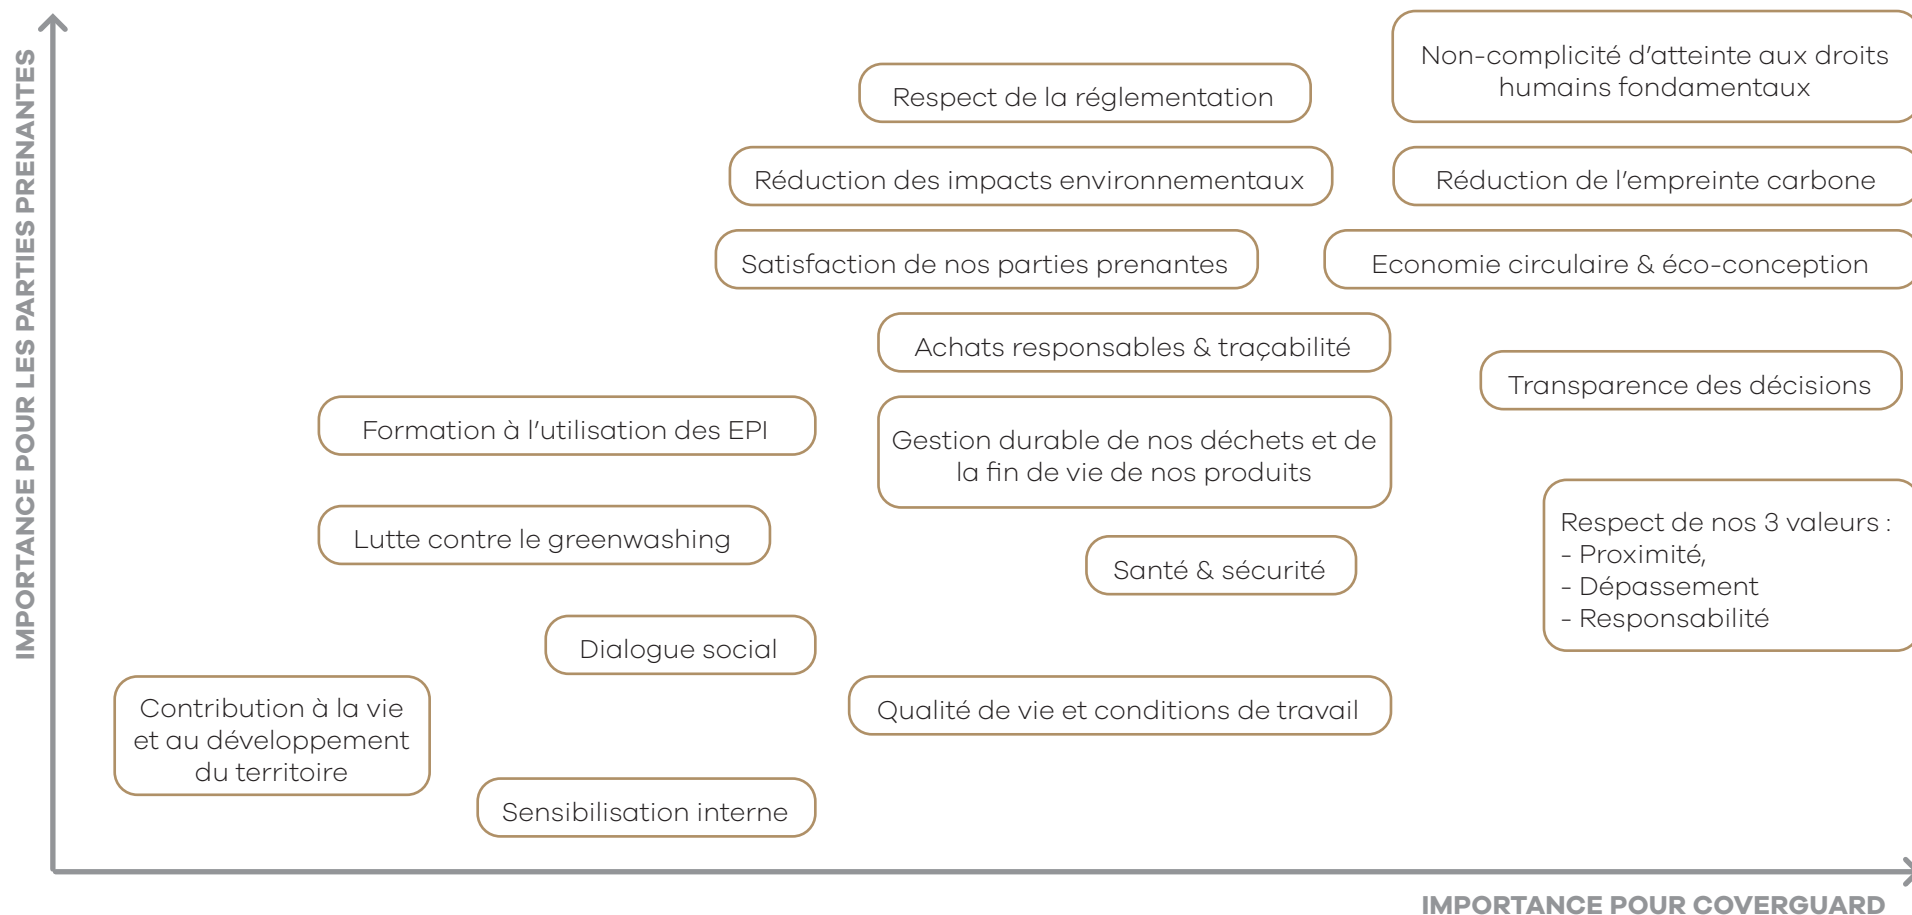 IMPORTANCE POUR LES PARTIES PRENANTES
Non-complicité d’atteinte aux droits
humains fondamentaux
Respect de la réglementation
Réduction des impacts environnementaux
Réduction de l’empreinte carbone
Satisfaction de nos parties prenantes
Economie circulaire & éco-conception
Achats responsables & traçabilité
Transparence des décisions
Formation à l’utilisation des EPI
Gestion durable de nos déchets et de
la fin de vie de nos produits
Lutte contre le greenwashing
Respect de nos 3 valeurs :
- Proximité,
- Dépassement
- Responsabilité
Santé & sécurité
Dialogue social
Contribution à la vie
et au développement
du territoire
Qualité de vie et conditions de travail
Sensibilisation interne
IMPORTANCE POUR COVERGUARD